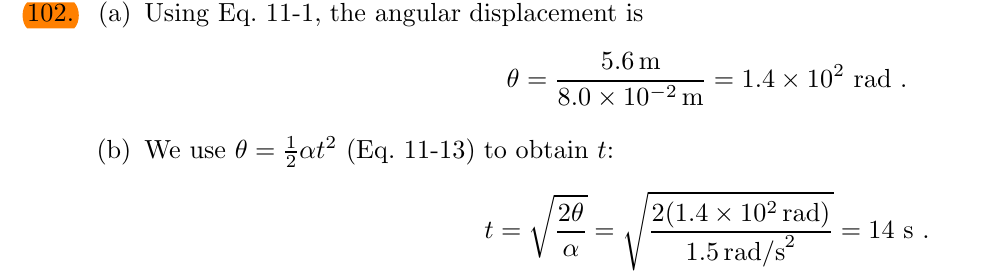 102. (a) Using Eq. 11-1, the angular displacement is
θ = 5.6 m / 8.0 × 10⁻² m = 1.4 × 10² rad .
(b) We use θ = ½αt² (Eq. 11-13) to obtain t:
t = √(2θ/α) = √(2(1.4 × 10² rad) / 1.5 rad/s²) = 14 s .